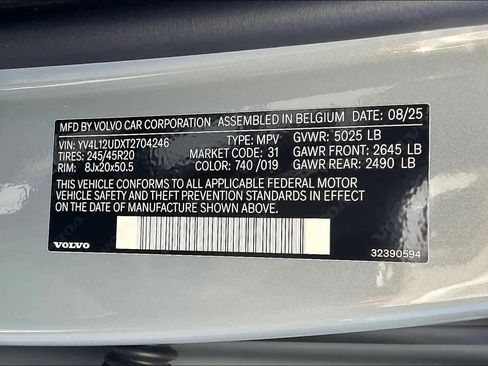 MFD BY VOLVO CAR CORPORATION ASSEMBLED IN BELGIUM DATE: 08/25
VIN: YV4L12UDXT2704246 TYPE: MPV GVWR: 5025 LB
TIRES: 245/45R20 MARKET CODE: 31 GAWR FRONT: 2645 LB
RIM: 8Jx20x50.5 COLOR: 740 /019 GAWR REAR: 2490 LB
THIS VEHICLE CONFORMS TO ALL APPLICABLE FEDERAL MOTOR
VEHICLE SAFETY AND THEFT PREVENTION STANDARDS IN EFFECT ON
THE DATE OF MANUFACTURE SHOWN ABOVE.
VOLVO 32390594